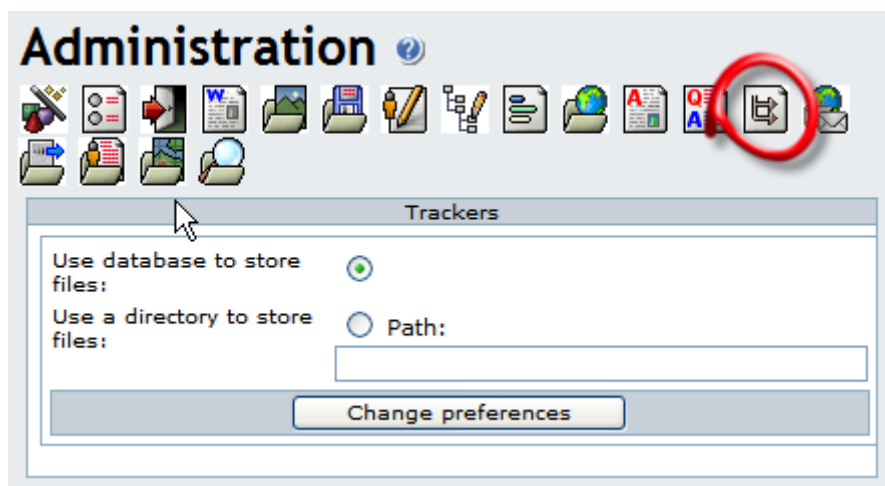 Administration
W
A
Q
A
Trackers
Use database to store
files:
Use a directory to store
files:
Path:
Change preferences